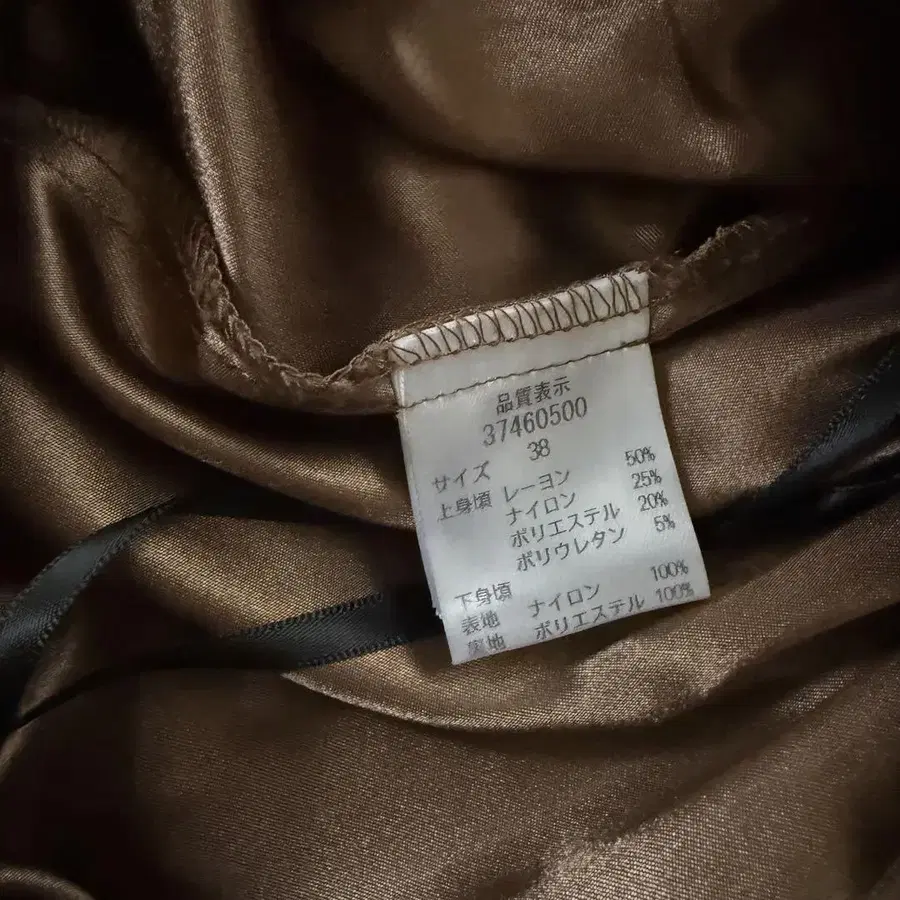 品質表示
37460500
サイズ 38
上身頃 レーヨン 50%
ナイロン 25%
ポリエステル 20%
ポリウレタン 5%
下身頃
表地 ナイロン 100%
裏地 ポリエステル 100%